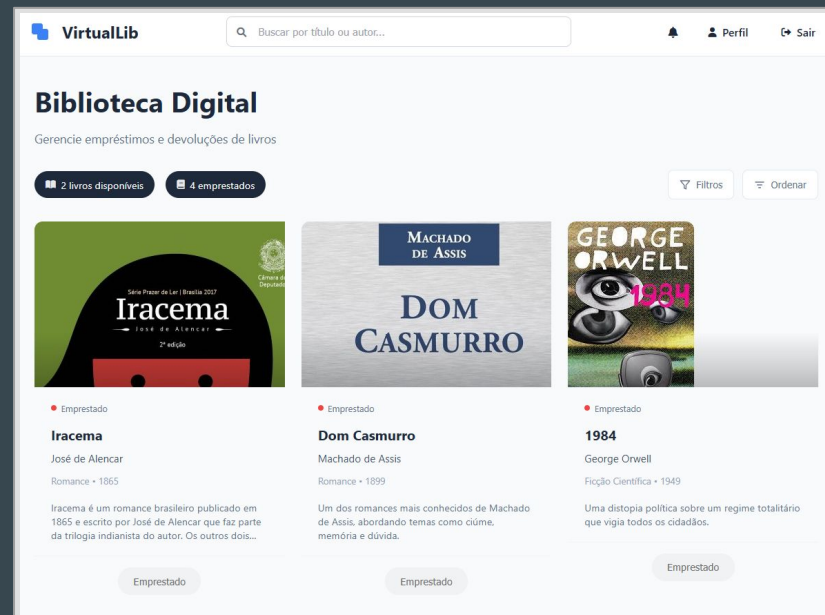 VirtualLib
Buscar por título ou autor...
Perfil
Sair
Biblioteca Digital
Gerencie empréstimos e devoluções de livros
2 livros disponíveis
4 emprestados
Filtros
Ordenar
Câmara dos
Deputados
Série Prazer de Ler | Brasília 2017
Iracema
José de Alencar
2ª edição
MACHADO
DE ASSIS
DOM
CASMURRO
GEORGE
ORWELL
1984
Emprestado
Iracema
José de Alencar
Romance • 1865
Iracema é um romance brasileiro publicado em
1865 e escrito por José de Alencar que faz parte
da trilogia indianista do autor. Os outros dois...
Emprestado
Emprestado
Dom Casmurro
Machado de Assis
Romance • 1899
Um dos romances mais conhecidos de Machado
de Assis, abordando temas como ciúme,
memória e dúvida.
Emprestado
Emprestado
1984
George Orwell
Ficção Científica • 1949
Uma distopia política sobre um regime totalitário
que vigia todos os cidadãos.
Emprestado